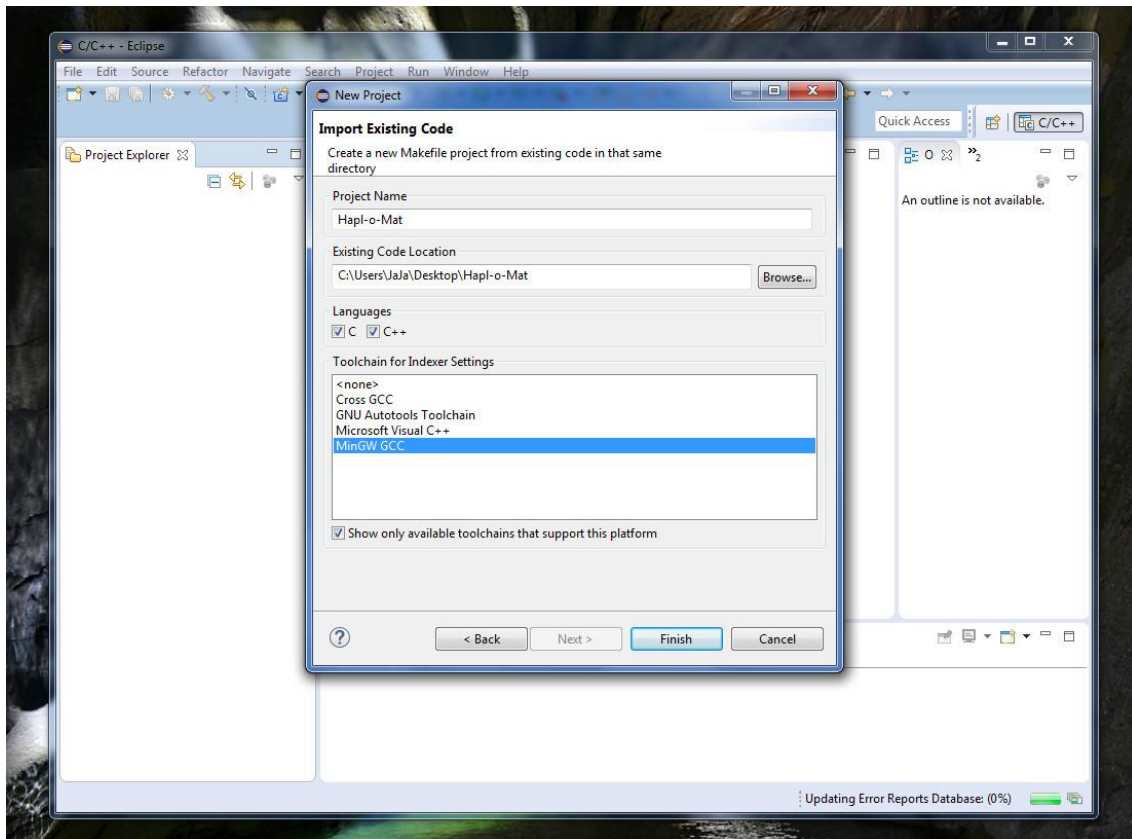 C/C++ - Eclipse
File Edit Source Refactor Navigate Search Project Run Window Help
New Project
Quick Access
C/C++
Import Existing Code
Create a new Makefile project from existing code in that same
directory
Project Explorer
O
»2
An outline is not available.
Project Name
Hapl-o-Mat
Existing Code Location
C:\Users\JaJa\Desktop\Hapl-o-Mat
Browse...
Languages
C C++
Toolchain for Indexer Settings
<none>
Cross GCC
GNU Autotools Toolchain
Microsoft Visual C++
MinGW GCC
Show only available toolchains that support this platform
? < Back Next > Finish Cancel
Updating Error Reports Database: (0%)